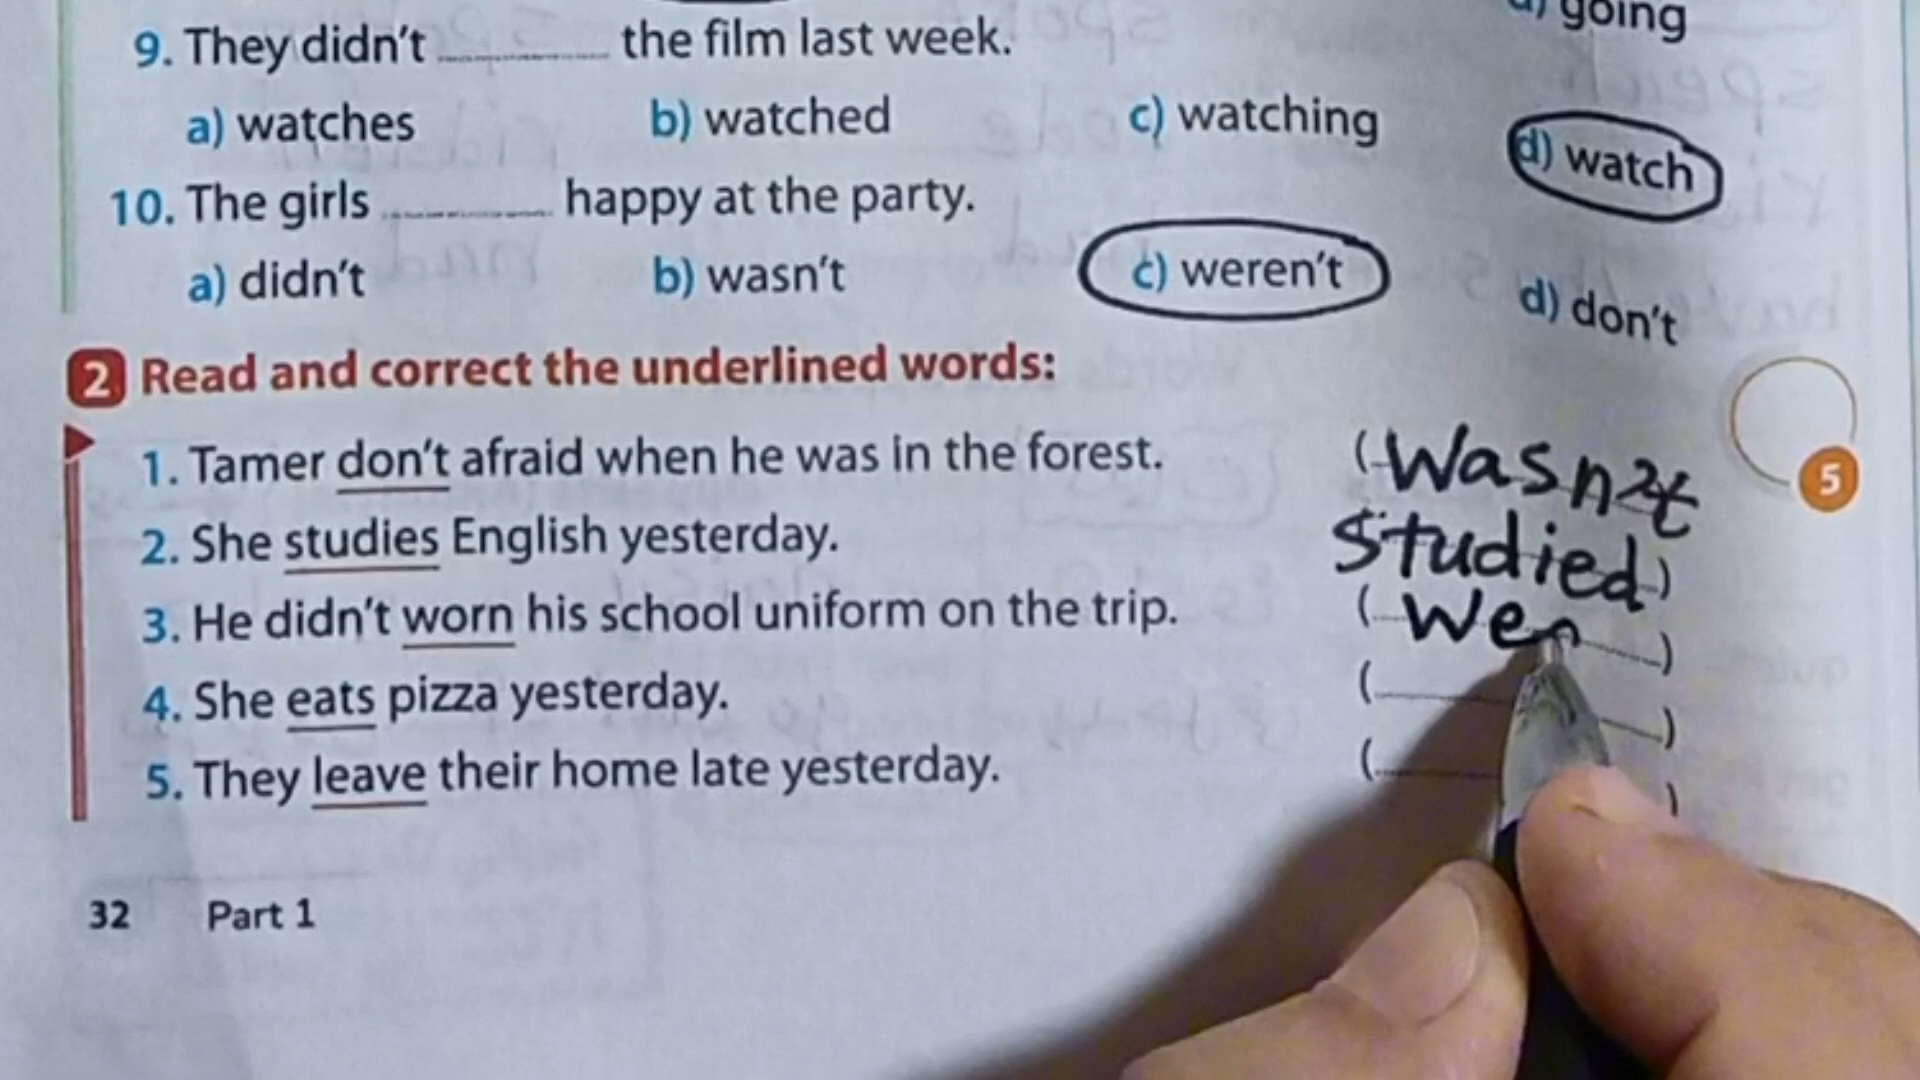 d) going
9. They didn't ............ the film last week.
a) watches b) watched c) watching d) watch
10. The girls ............ happy at the party.
a) didn't b) wasn't c) weren't d) don't
2 Read and correct the underlined words:
5
1. Tamer don't afraid when he was in the forest. (Wasn't
2. She studies English yesterday. Studied)
3. He didn't worn his school uniform on the trip. (....We.........)
4. She eats pizza yesterday. (............)
5. They leave their home late yesterday. (............)
32 Part 1